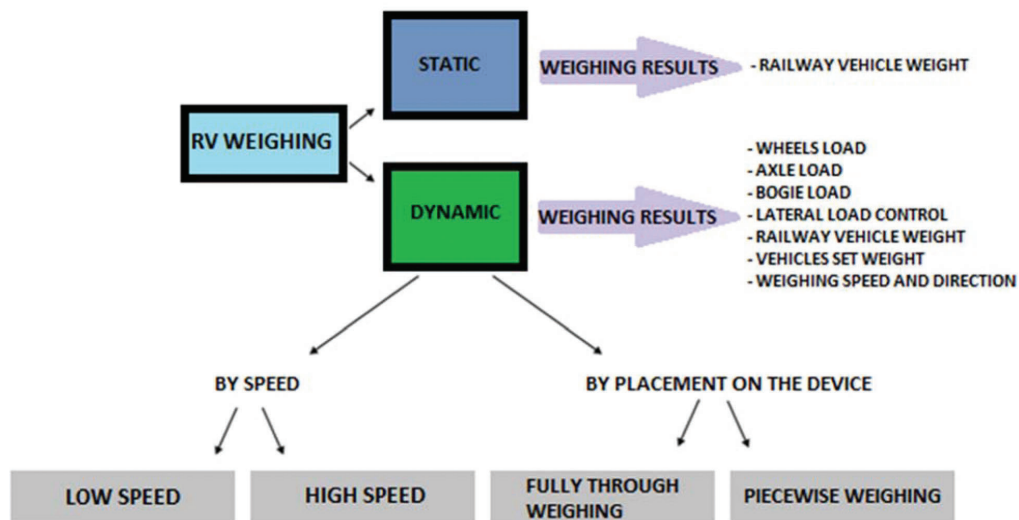 STATIC
WEIGHING RESULTS
- RAILWAY VEHICLE WEIGHT
RV WEIGHING
DYNAMIC
WEIGHING RESULTS
- WHEELS LOAD
- AXLE LOAD
- BOGIE LOAD
- LATERAL LOAD CONTROL
- RAILWAY VEHICLE WEIGHT
- VEHICLES SET WEIGHT
- WEIGHING SPEED AND DIRECTION
BY SPEED
BY PLACEMENT ON THE DEVICE
LOW SPEED
HIGH SPEED
FULLY THROUGH
WEIGHING
PIECEWISE WEIGHING